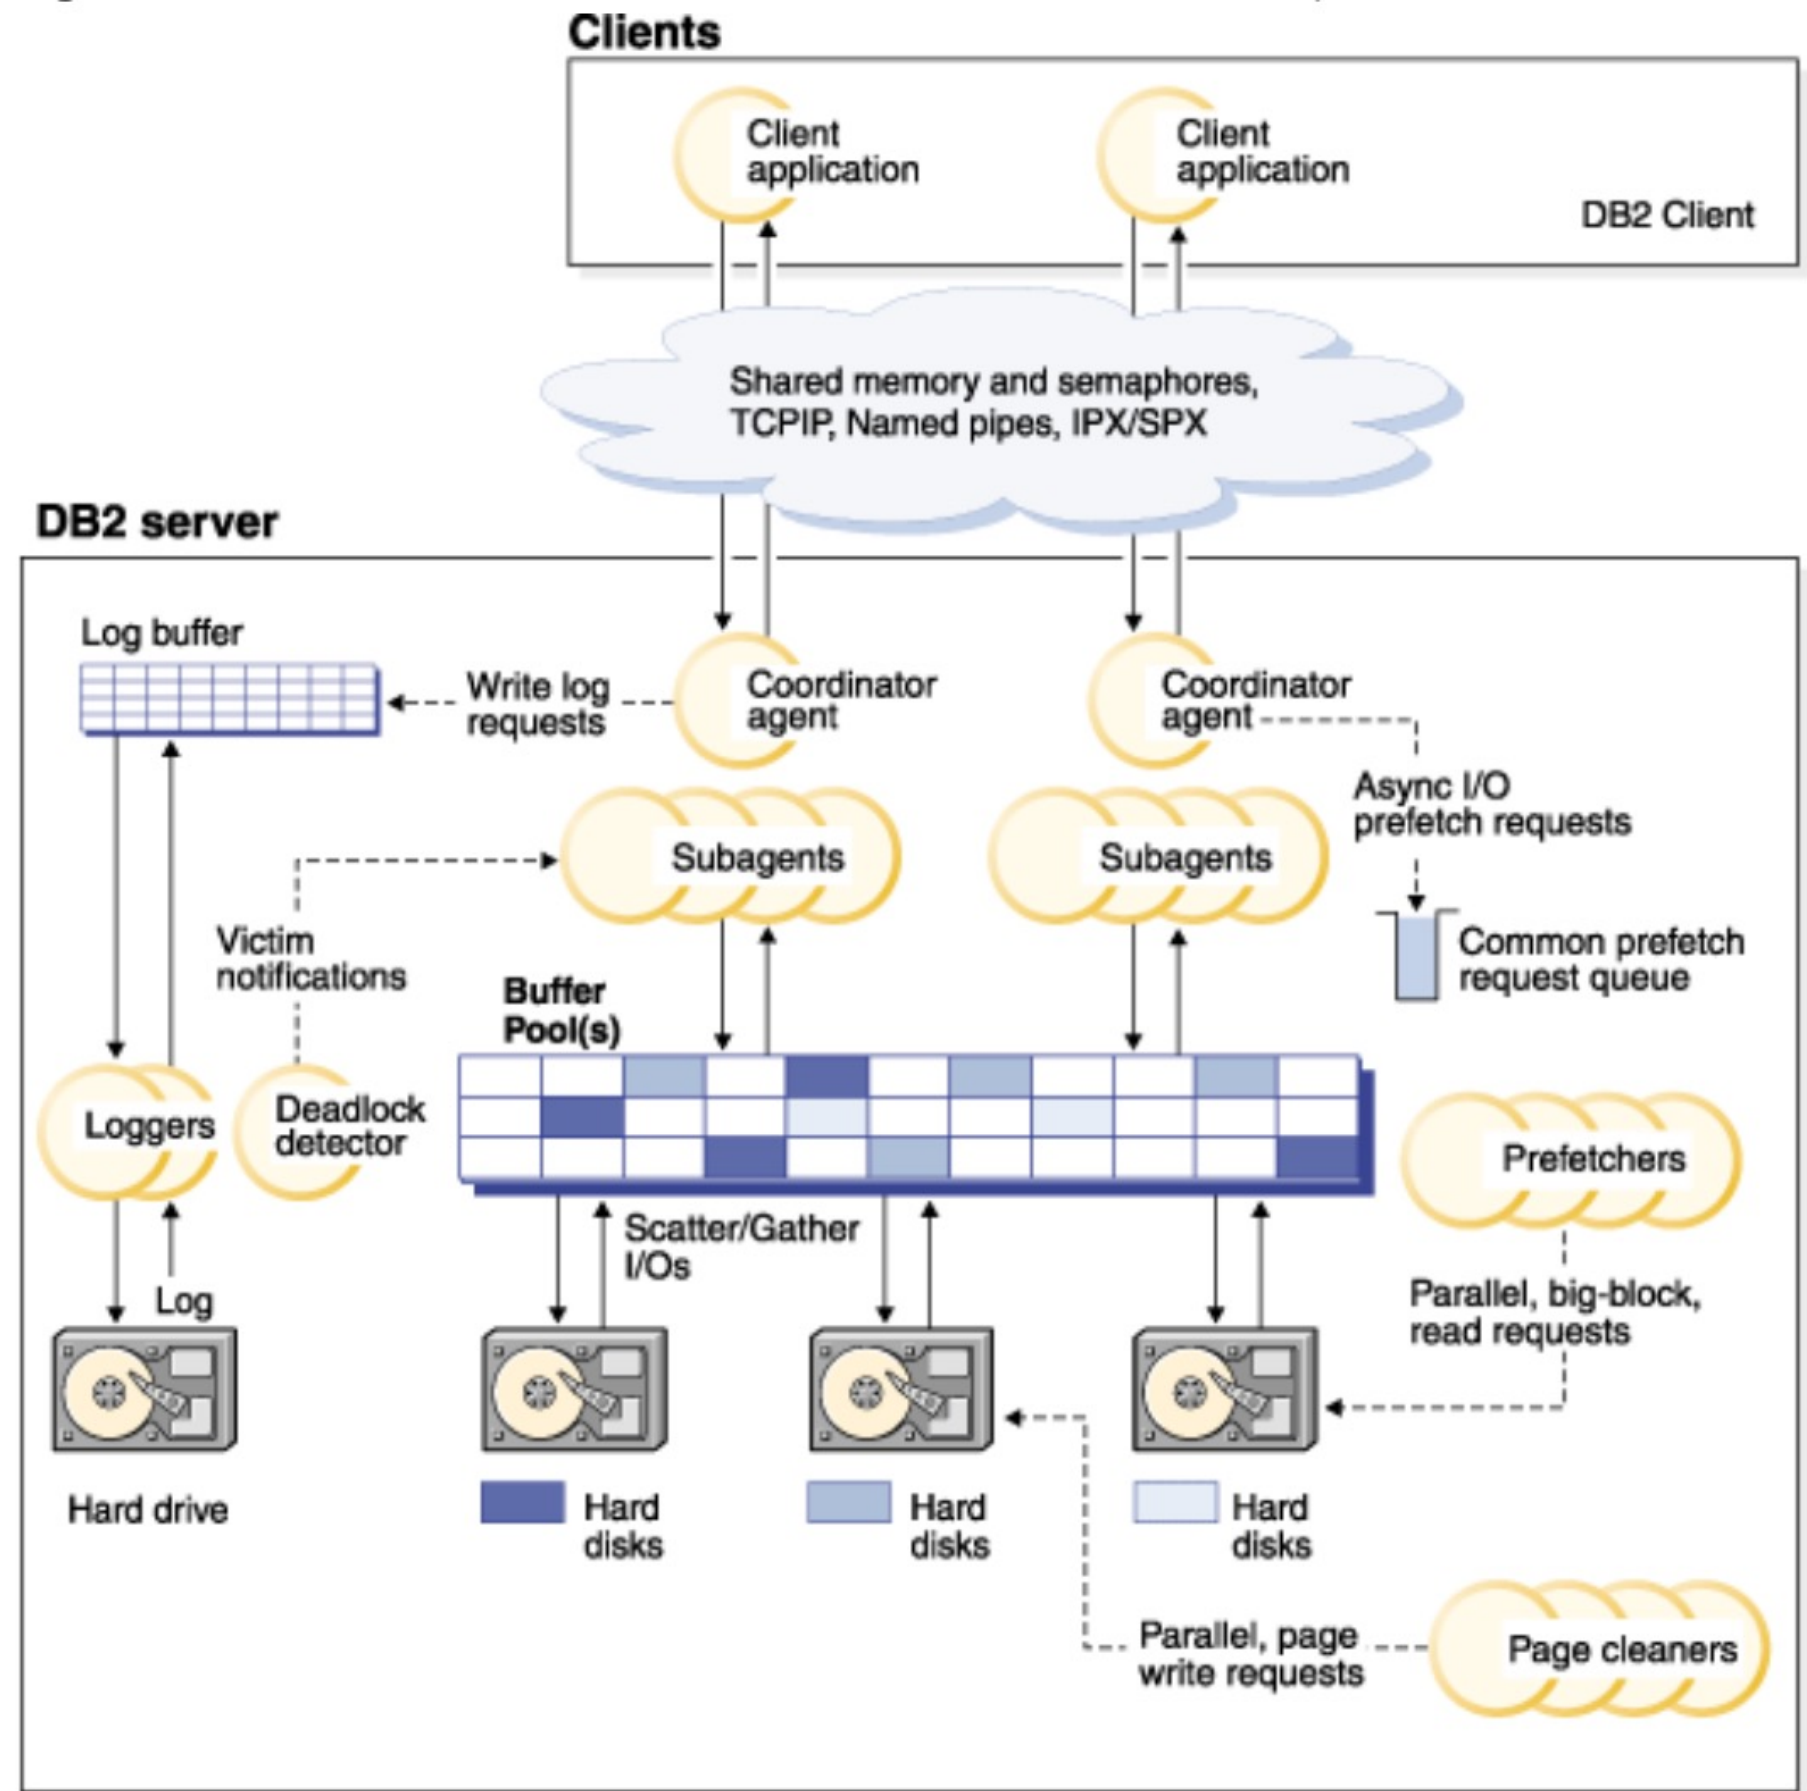 Clients
Client
application
Client
application
DB2 Client
Shared memory and semaphores,
TCPIP, Named pipes, IPX/SPX
DB2 server
Log buffer
Write log
requests
Coordinator
agent
Coordinator
agent
Async I/O
prefetch requests
Subagents
Subagents
Victim
notifications
Common prefetch
request queue
Buffer
Pool(s)
Loggers
Deadlock
detector
Prefetchers
Scatter/Gather
I/Os
Log
Parallel, big-block,
read requests
Hard drive
Hard
disks
Hard
disks
Hard
disks
Parallel, page
write requests
Page cleaners